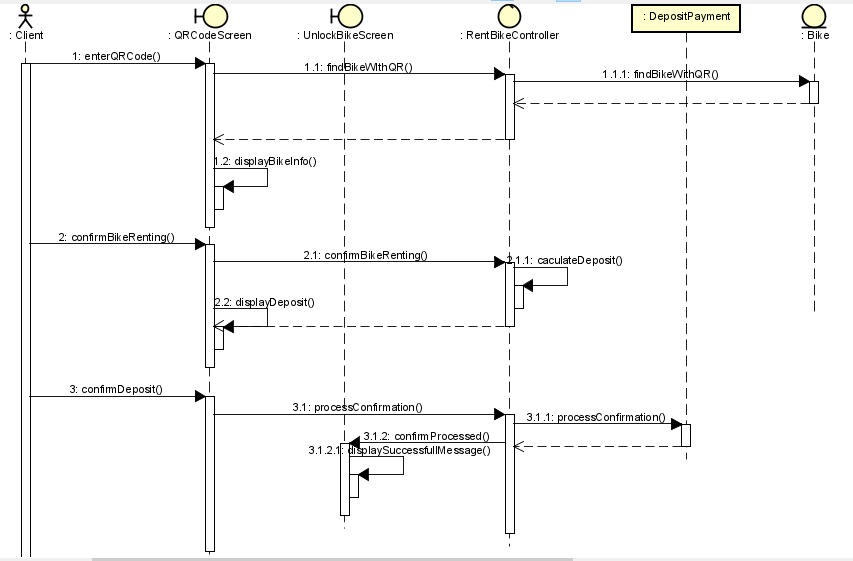 : Client
: QRCodeScreen
: UnlockBikeScreen
: RentBikeController
: DepositPayment
: Bike
1: enterQRCode()
1.1: findBikeWIthQR()
1.1.1: findBikeWithQR()
1.2: displayBikeInfo()
2: confirmBikeRenting()
2.1: confirmBikeRenting()
2.1.1: caculateDeposit()
2.2: displayDeposit()
3: confirmDeposit()
3.1: processConfirmation()
3.1.1: processConfirmation()
3.1.2: confirmProcessed()
3.1.2.1: displaySuccessfullMessage()